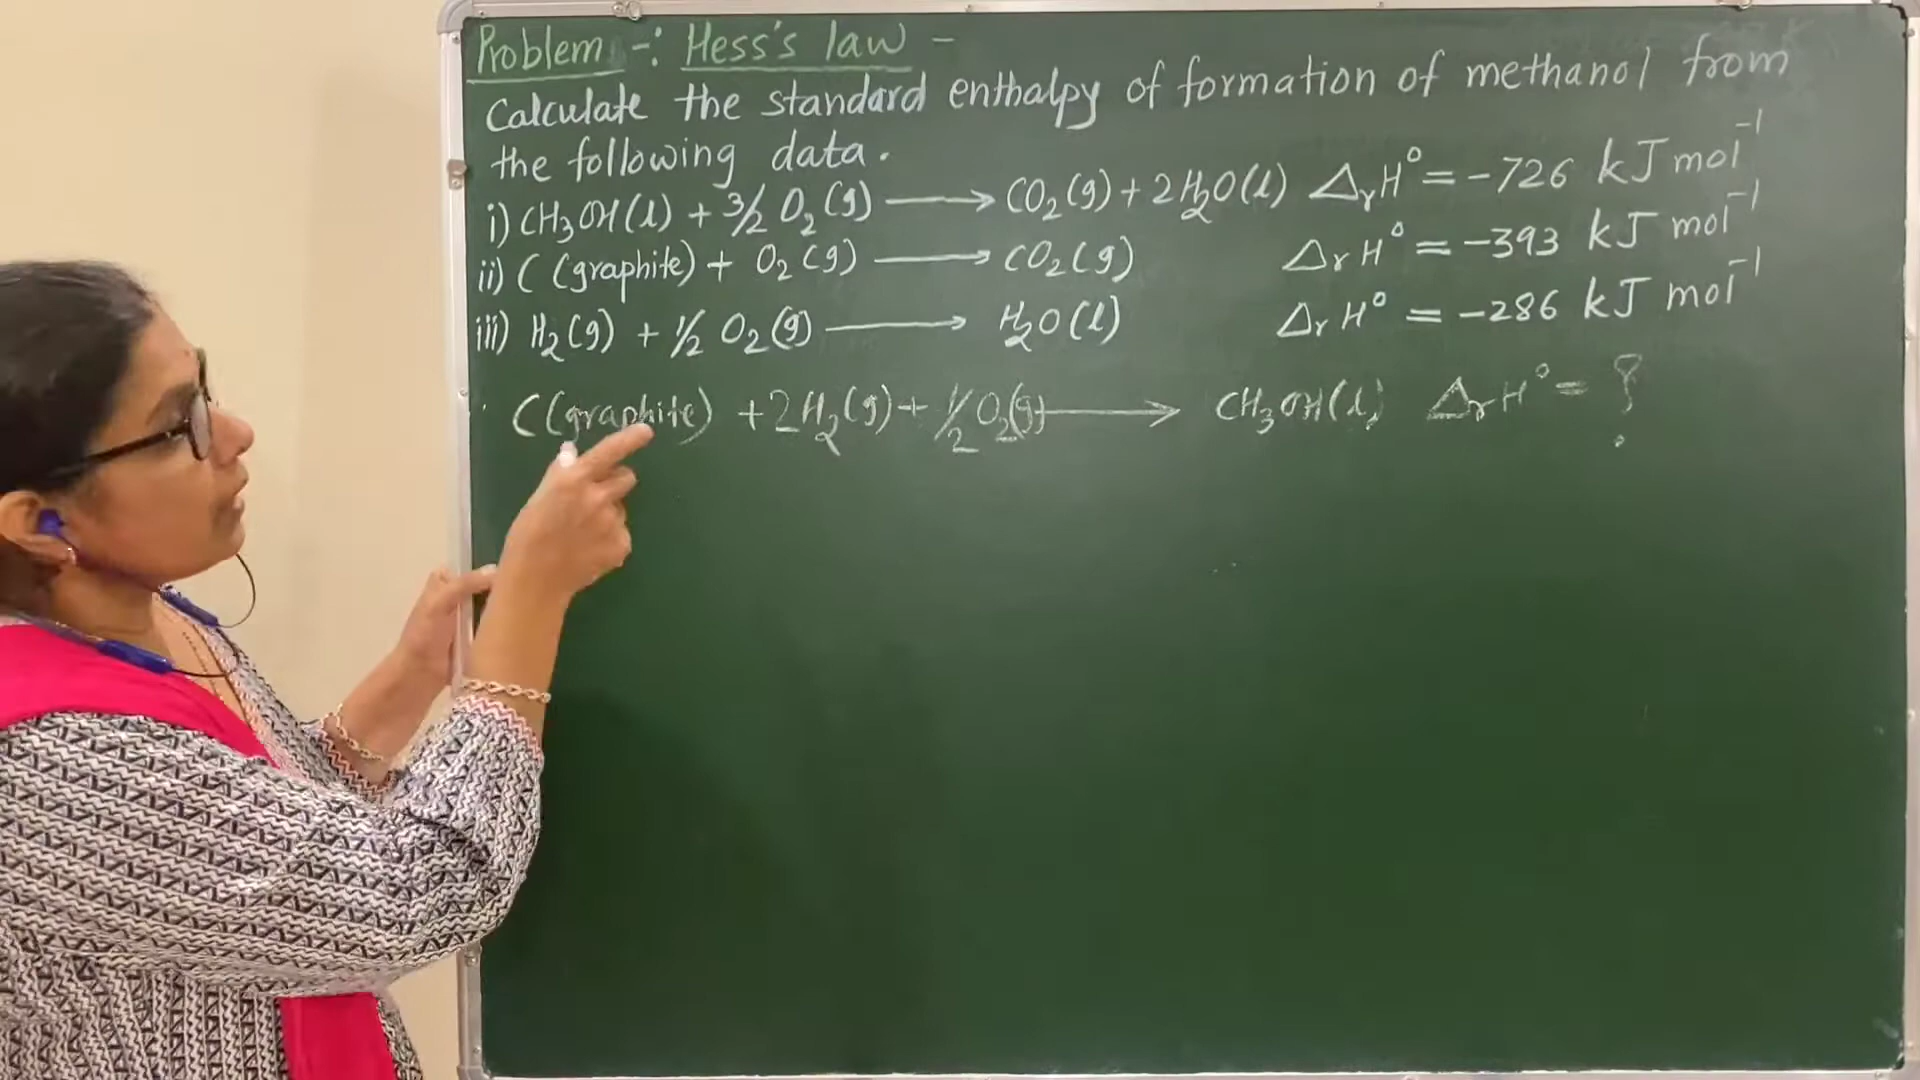 Problem -: Hess's law -
Calculate the standard enthalpy of formation of methanol from
the following data.
i) CH₃OH(l) + 3/2 O₂(g) ⟶ CO₂(g) + 2H₂O(l) ΔᵣH° = -726 kJ mol⁻¹
ii) C (graphite) + O₂(g) ⟶ CO₂(g) ΔrH° = -393 kJ mol⁻¹
iii) H₂(g) + 1/2 O₂(g) ⟶ H₂O(l) ΔrH° = -286 kJ mol⁻¹
C(graphite) + 2H₂(g) + 1/2 O₂(g) ⟶ CH₃OH(l) ΔrH° = ?